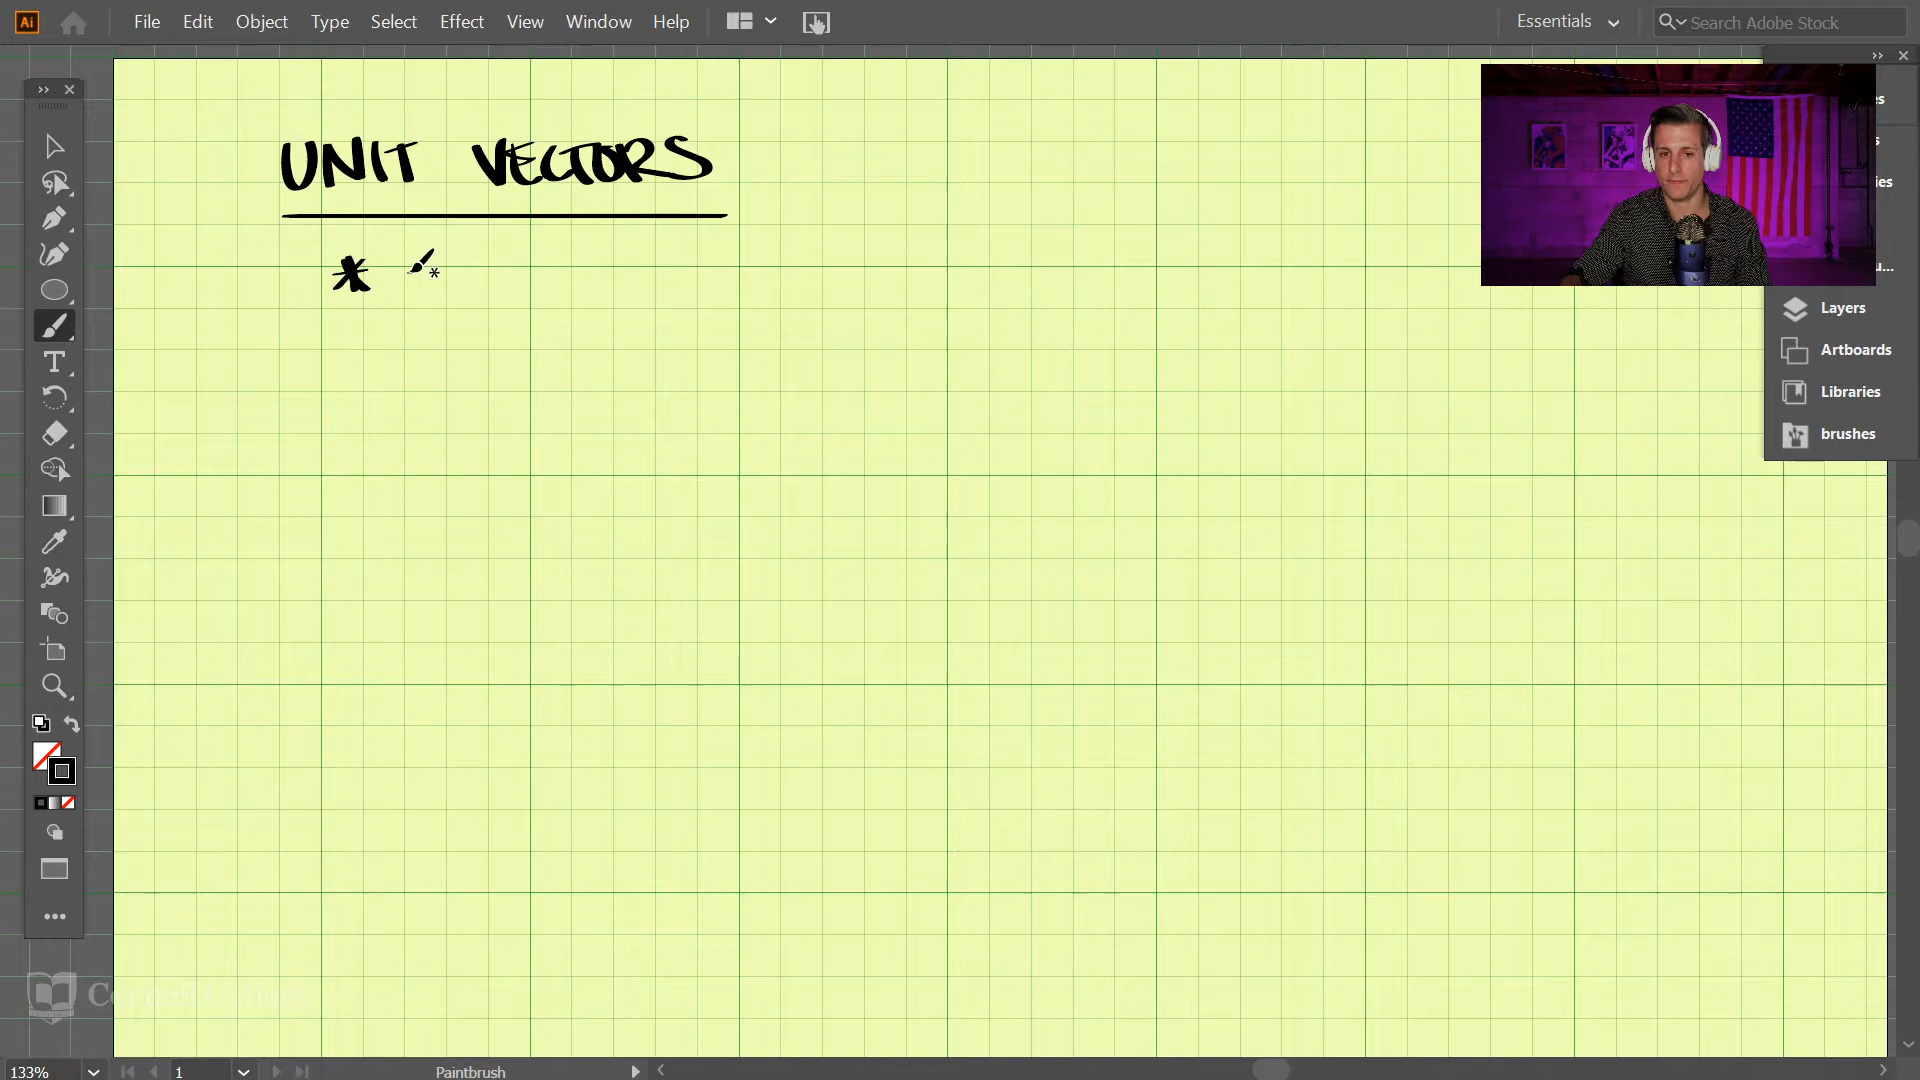 File Edit Object Type Select Effect View Window Help Essentials Search Adobe Stock
UNIT VECTORS
*
Layers
Artboards
Libraries
brushes
133% 1 Paintbrush